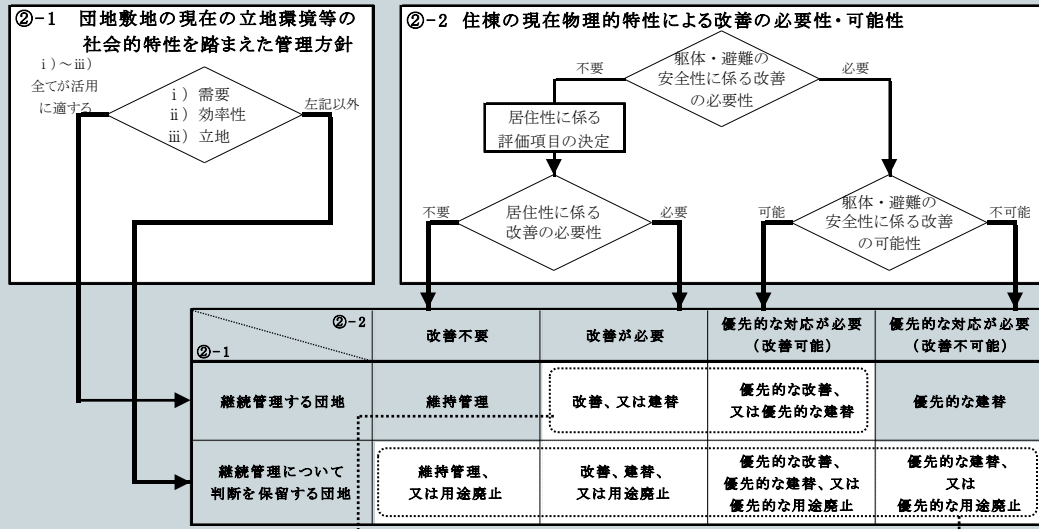 ②-1 団地敷地の現在の立地環境等の
社会的特性を踏まえた管理方針
ⅰ)～ⅲ)
全てが活用
に適する
ⅰ) 需要
ⅱ) 効率性
ⅲ) 立地
左記以外
②-2 住棟の現在物理的特性による改善の必要性・可能性
不要
躯体・避難の
安全性に係る改善
の必要性
必要
居住性に係る
評価項目の決定
不要
居住性に係る
改善の必要性
必要
可能
躯体・避難の
安全性に係る改善
の可能性
不可能
②-2
②-1
改善不要
改善が必要
優先的な対応が必要
(改善可能)
優先的な対応が必要
(改善不可能)
継続管理する団地
維持管理
改善、又は建替
優先的な改善、
又は優先的な建替
優先的な建替
継続管理について
判断を保留する団地
維持管理、
又は用途廃止
改善、建替、
又は用途廃止
優先的な改善、
優先的な建替、又は
優先的な用途廃止
優先的な建替、
又は
優先的な用途廃止